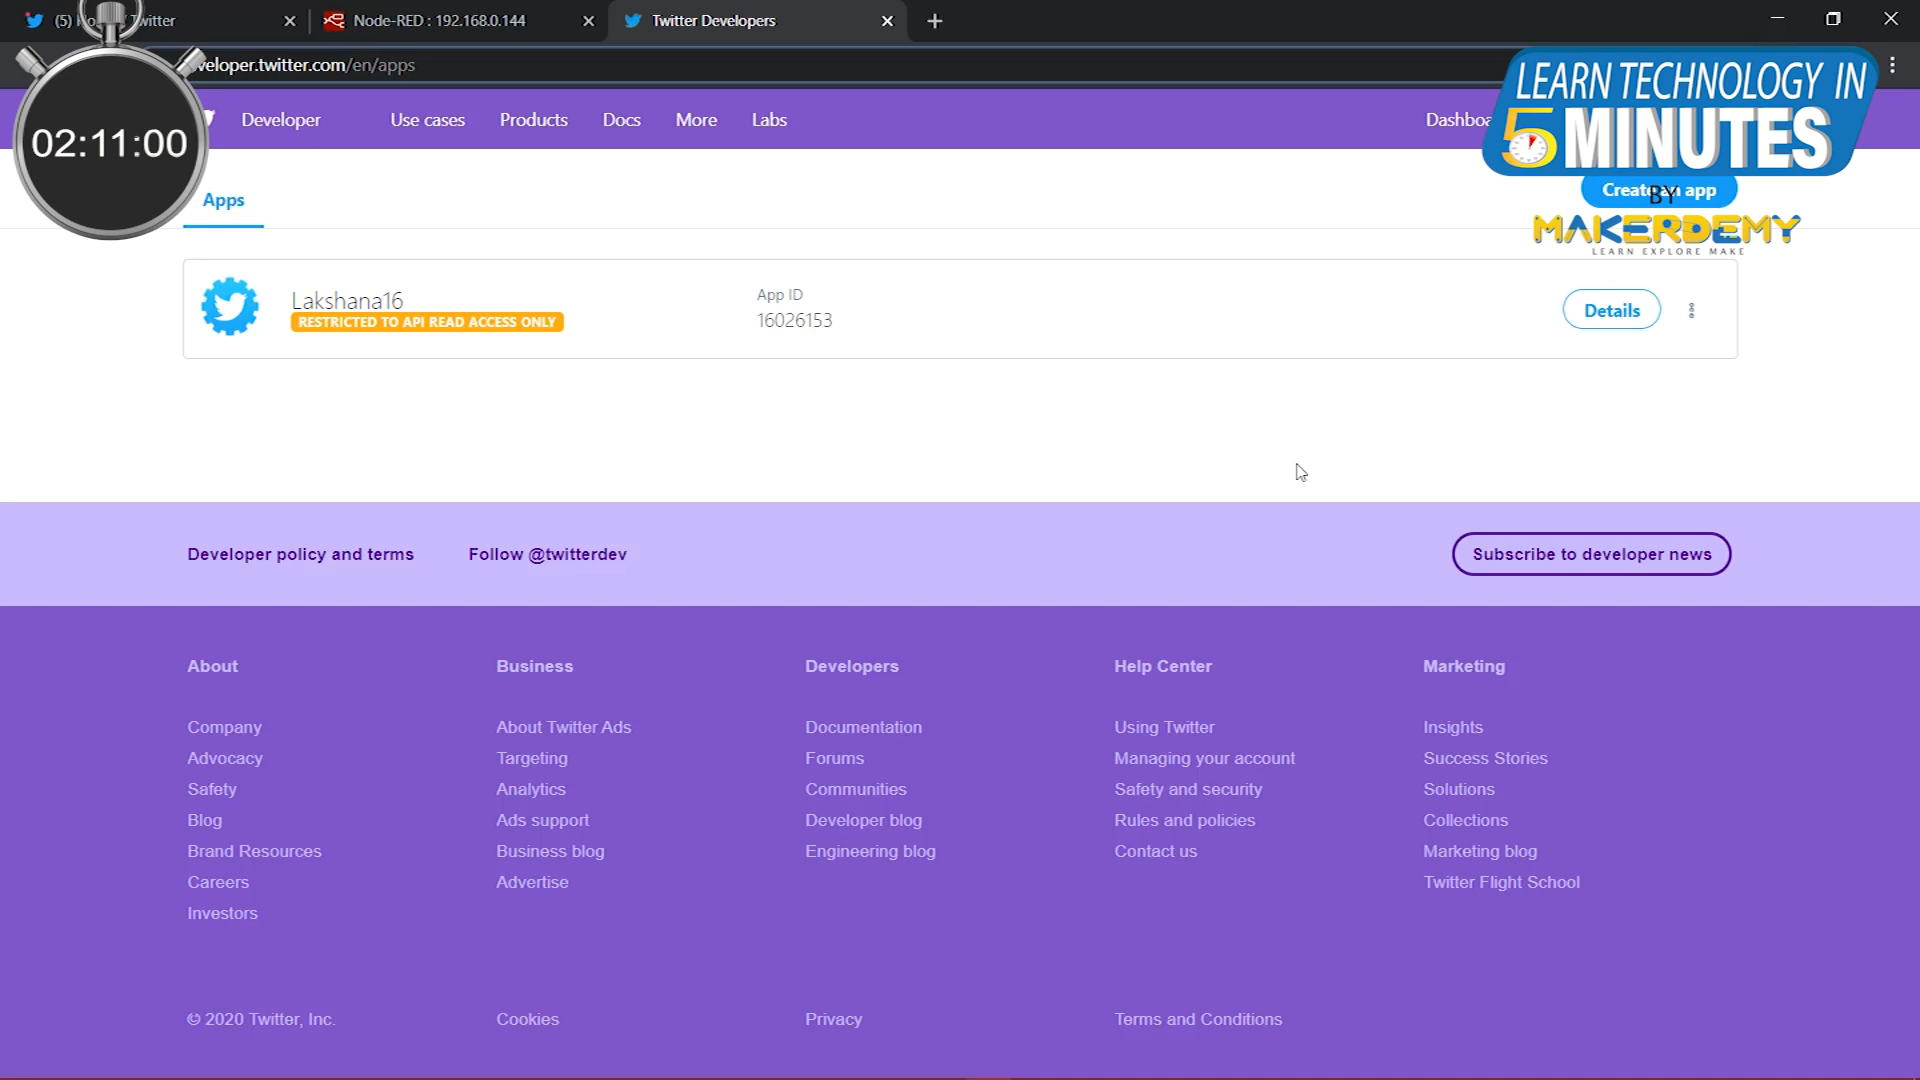 (5) Twitter
Node-RED : 192.168.0.144
Twitter Developers
veloper.twitter.com/en/apps
02:11:00
Developer
Use cases
Products
Docs
More
Labs
LEARN TECHNOLOGY IN
5 MINUTES
BY
MAKERDEMY
LEARN EXPLORE MAKE
Apps
Create an app
Lakshana16
RESTRICTED TO API READ ACCESS ONLY
App ID
16026153
Details
Developer policy and terms
Follow @twitterdev
Subscribe to developer news
About
Company
Advocacy
Safety
Blog
Brand Resources
Careers
Investors
Business
About Twitter Ads
Targeting
Analytics
Ads support
Business blog
Advertise
Developers
Documentation
Forums
Communities
Developer blog
Engineering blog
Help Center
Using Twitter
Managing your account
Safety and security
Rules and policies
Contact us
Marketing
Insights
Success Stories
Solutions
Collections
Marketing blog
Twitter Flight School
© 2020 Twitter, Inc.
Cookies
Privacy
Terms and Conditions